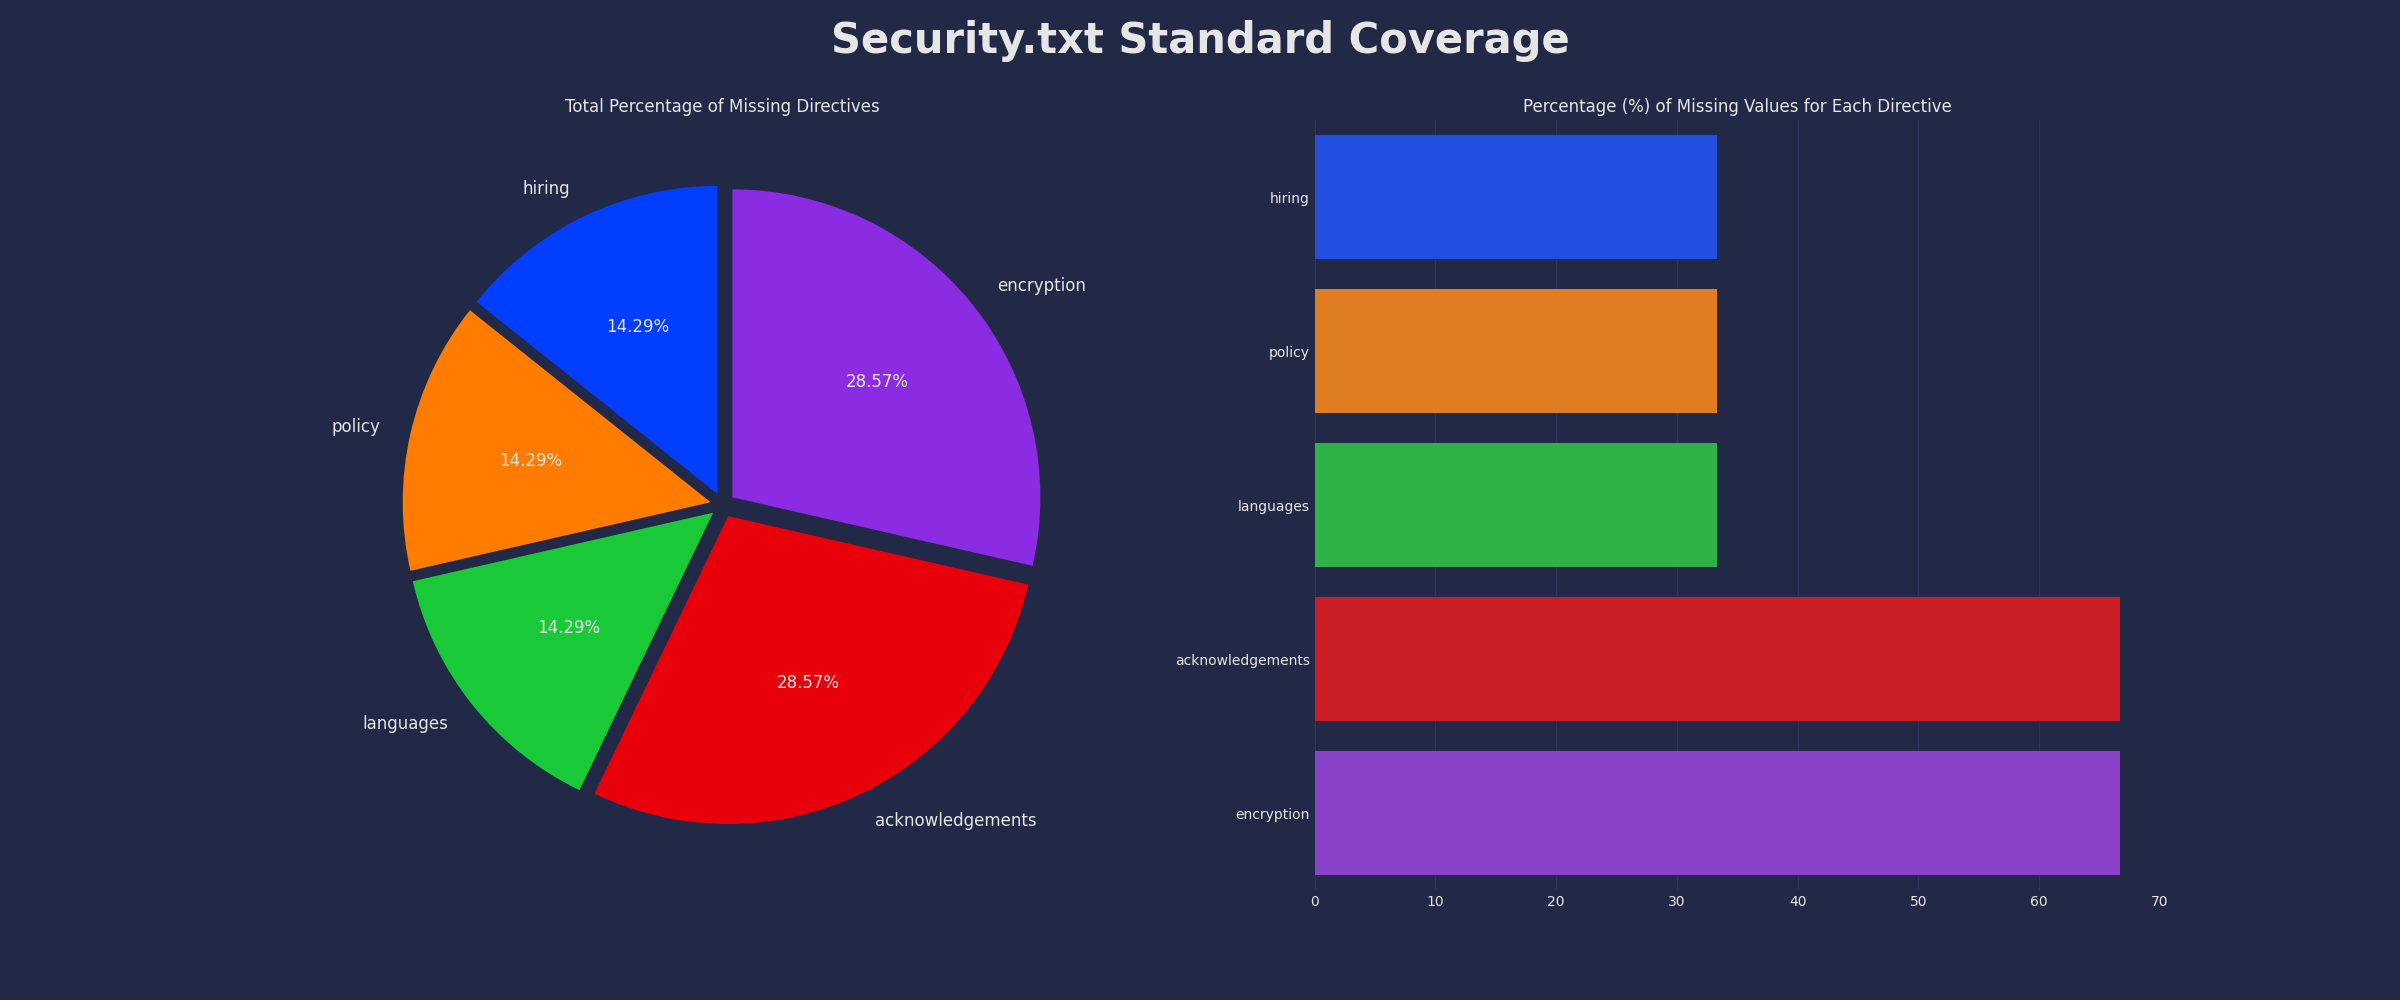 Security.txt Standard Coverage
Total Percentage of Missing Directives
hiring
14.29%
policy
14.29%
languages
14.29%
acknowledgements
28.57%
encryption
28.57%
Percentage (%) of Missing Values for Each Directive
hiring
policy
languages
acknowledgements
encryption
0 10 20 30 40 50 60 70